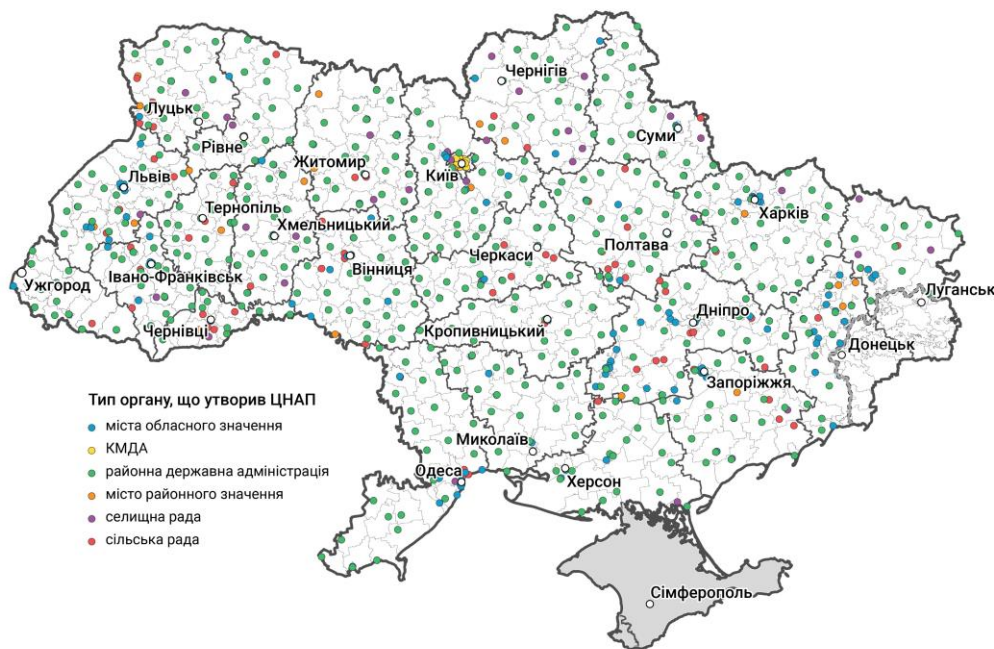 Чернігів
Луцьк
Суми
Рівне
Житомир
Київ
Львів
Харків
Тернопіль
Хмельницький
Полтава
Черкаси
Вінниця
Івано-Франківськ
Ужгород
Луганськ
Дніпро
Чернівці
Кропивницький
Донецьк
Запоріжжя
Тип органу, що утворив ЦНАП
міста обласного значення
КМДА
районна державна адміністрація
місто районного значення
селищна рада
сільська рада
Миколаїв
Одеса
Херсон
Сімферополь